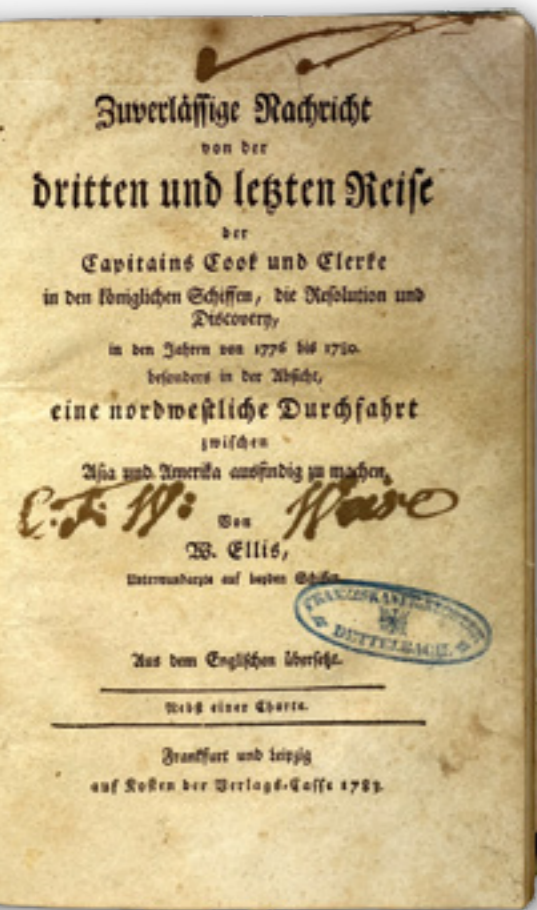 Zuverläſſige Nachricht
von der
dritten und letzten Reiſe
der
Capitains Cook und Clerke
in den königlichen Schiffen, die Reſolution und
Diſcovery,
in den Jahren von 1776 bis 1780.
beſonders in der Abſicht,
eine nordweſtliche Durchfahrt
zwiſchen
Aſia und Amerika ausfindig zu machen,
C. F. W:
Von
W. Ellis,
Unterwundarzte auf beyden Schiffen.
FRANZISKANERKLOSTER
DETTELBACH.
Aus dem Engliſchen überſetzt.
Nebſt einer Charte.
Frankfurt und Leipzig
auf Koſten der Verlags-Caſſe 1783.